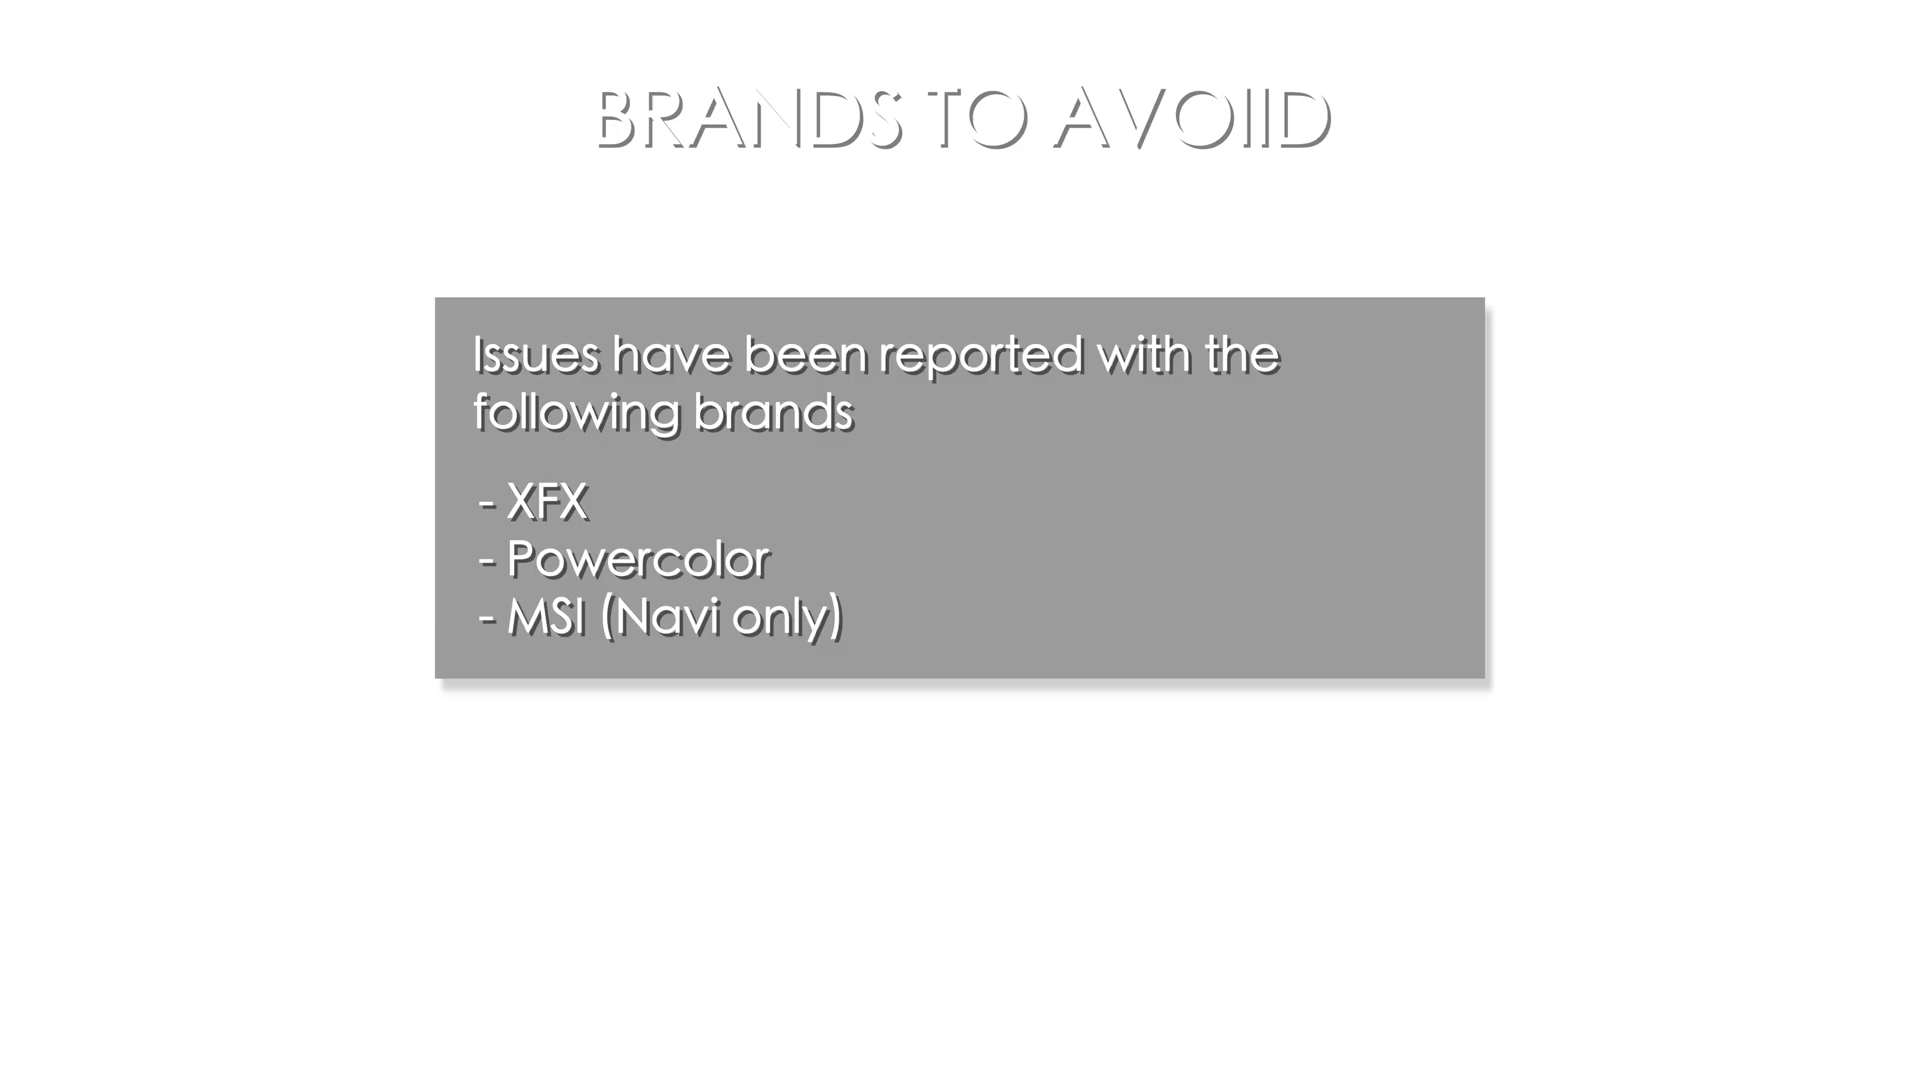 BRANDS TO AVOIID
Issues have been reported with the
following brands
- XFX
- Powercolor
- MSI (Navi only)